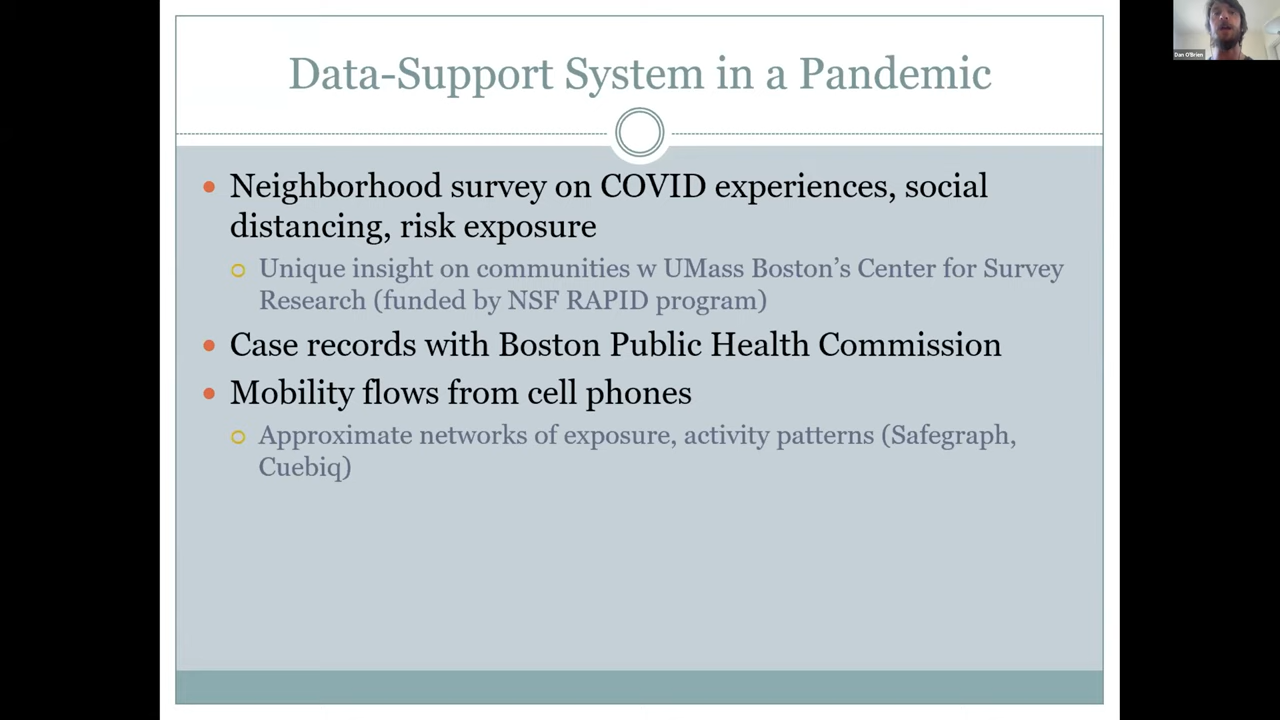 Data-Support System in a Pandemic
Dan O'Brien
Neighborhood survey on COVID experiences, social
distancing, risk exposure
Unique insight on communities w UMass Boston's Center for Survey
Research (funded by NSF RAPID program)
Case records with Boston Public Health Commission
Mobility flows from cell phones
Approximate networks of exposure, activity patterns (Safegraph,
Cuebiq)